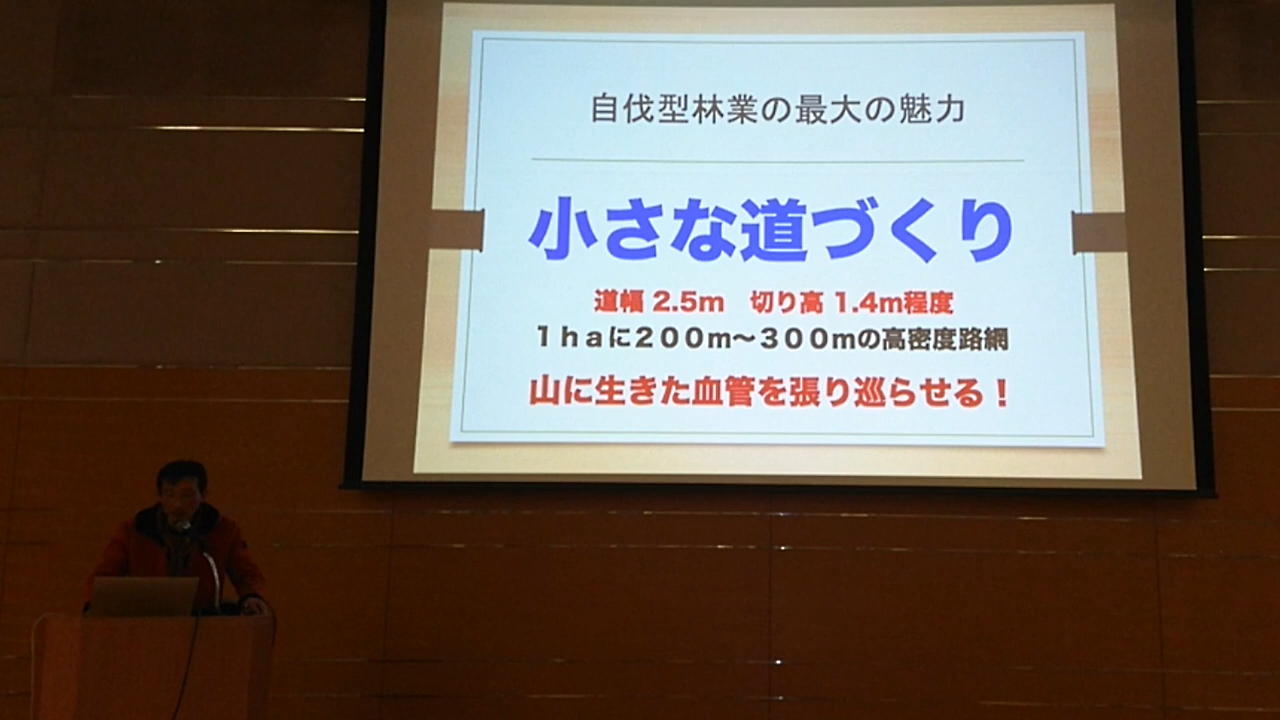 自伐型林業の最大の魅力
小さな道づくり
道幅 2.5m　切り高 1.4m程度
１ｈａに２００ｍ〜３００ｍの高密度路網
山に生きた血管を張り巡らせる！